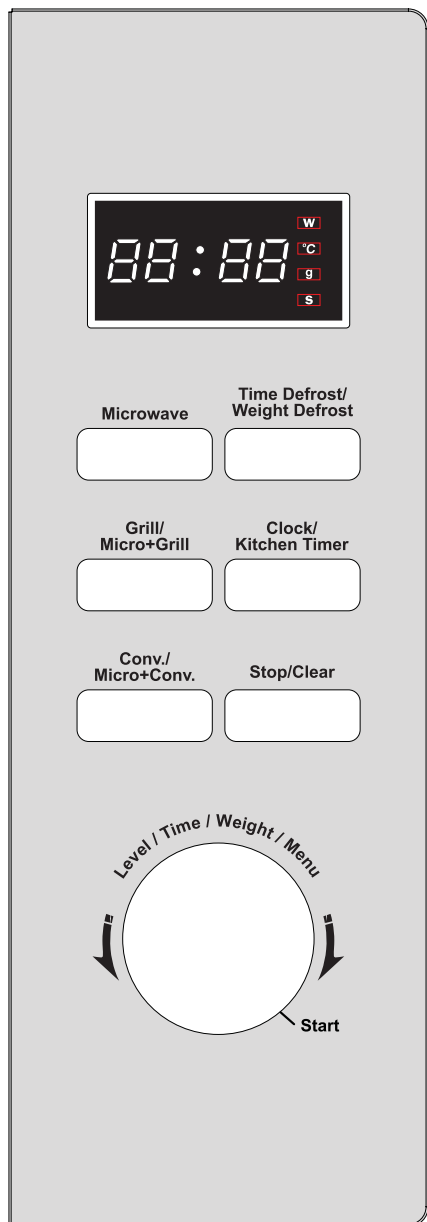 88:88
W
°C
g
S
Microwave
Time Defrost/
Weight Defrost
Grill/
Micro+Grill
Clock/
Kitchen Timer
Conv./
Micro+Conv.
Stop/Clear
Level / Time / Weight / Menu
Start